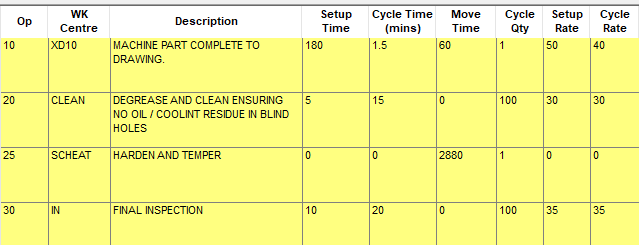 Op WK Centre Description Setup Time Cycle Time (mins) Move Time Cycle Qty Setup Rate Cycle Rate
10 XD10 MACHINE PART COMPLETE TO 180 1.5 60 1 50 40
DRAWING.
20 CLEAN DEGREASE AND CLEAN ENSURING 5 15 0 100 30 30
NO OIL / COOLINT RESIDUE IN BLIND
HOLES
25 SCHEAT HARDEN AND TEMPER 0 0 2880 1 0 0
30 IN FINAL INSPECTION 10 20 0 100 35 35